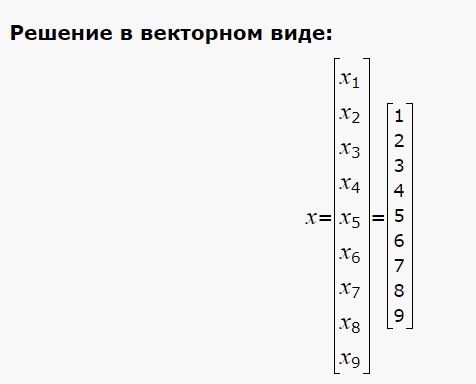 Решение в векторном виде:
x1
x2
x3
x4
x=x5=
x6
x7
x8
x9
1
2
3
4
5
6
7
8
9